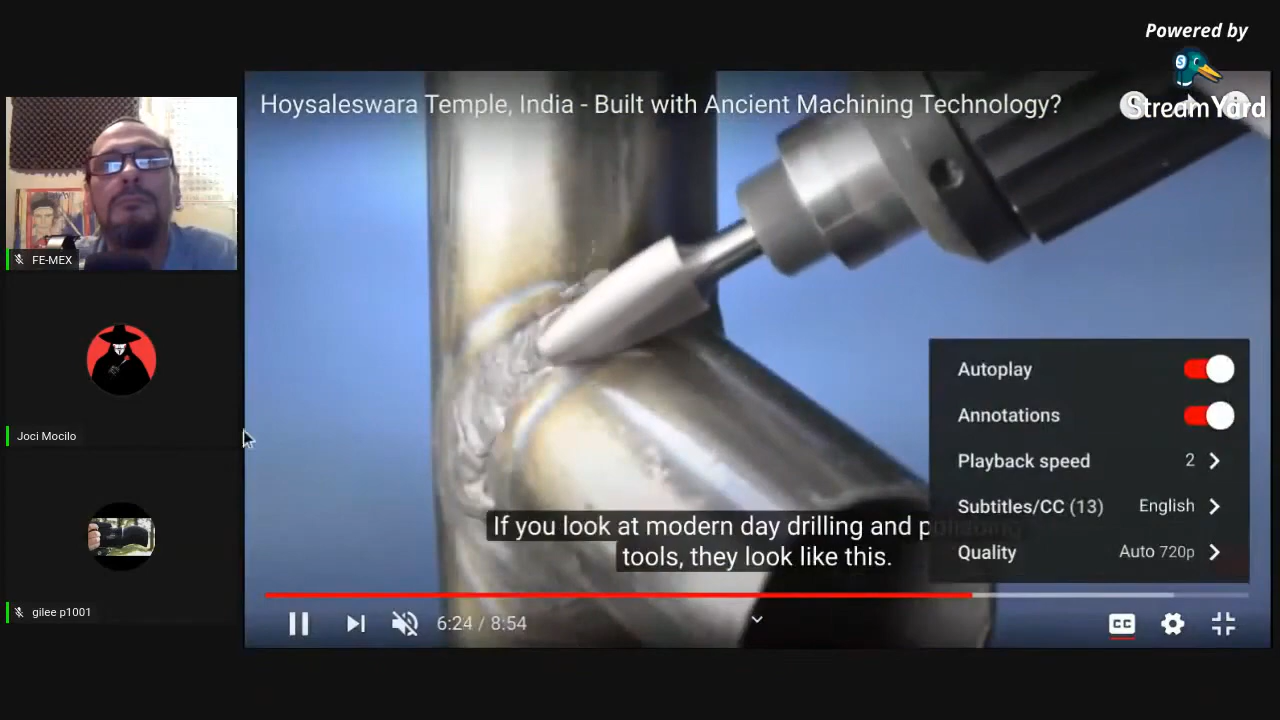 Powered by
StreamYard
Hoysaleswara Temple, India - Built with Ancient Machining Technology?
FE-MEX
Joci Mocilo
gilee p1001
Autoplay
Annotations
Playback speed 2
Subtitles/CC (13) English
Quality Auto 720p
If you look at modern day drilling and polishing
tools, they look like this.
6:24 / 8:54
CC